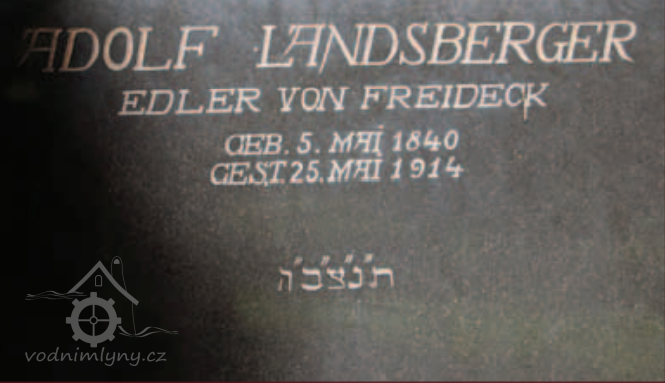 ADOLF LANDSBERGER
EDLER VON FREIDECK
GEB. 5. MAI 1840
GEST. 25. MAI 1914
ת"נ"צ"ב"ה
vodnimlyny.cz